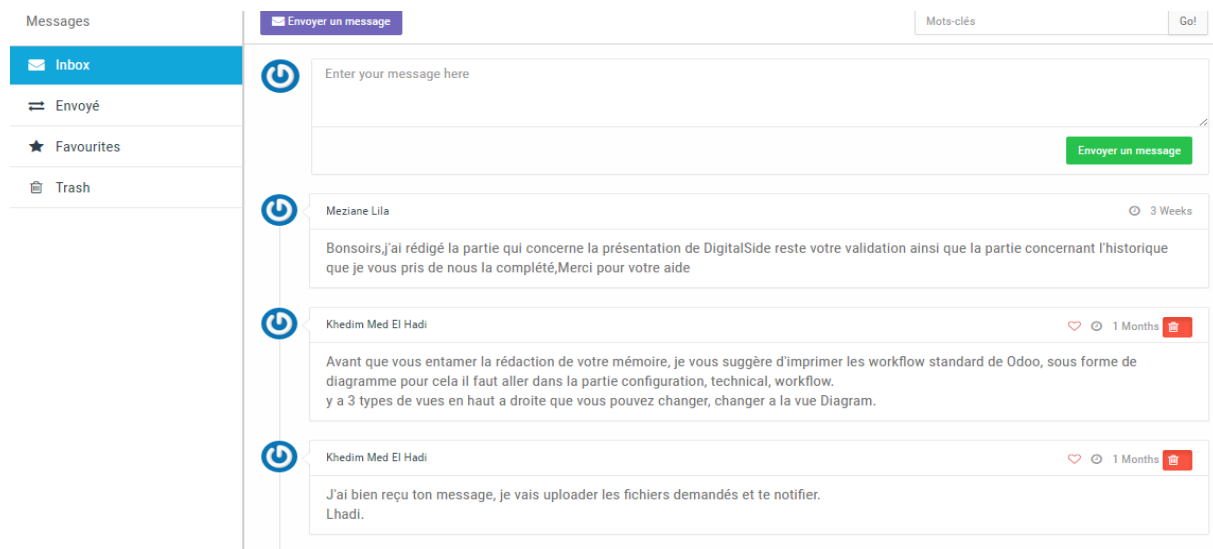 Messages
Envoyer un message
Mots-clés
Go!
Inbox
Envoyé
Favourites
Trash
Enter your message here
Envoyer un message
Meziane Lila
3 Weeks
Bonsoirs,j'ai rédigé la partie qui concerne la présentation de DigitalSide reste votre validation ainsi que la partie concernant l'historique
que je vous pris de nous la complété,Merci pour votre aide
Khedim Med El Hadi
1 Months
Avant que vous entamer la rédaction de votre mémoire, je vous suggère d'imprimer les workflow standard de Odoo, sous forme de
diagramme pour cela il faut aller dans la partie configuration, technical, workflow.
y a 3 types de vues en haut a droite que vous pouvez changer, changer a la vue Diagram.
Khedim Med El Hadi
1 Months
J'ai bien reçu ton message, je vais uploader les fichiers demandés et te notifier.
Lhadi.